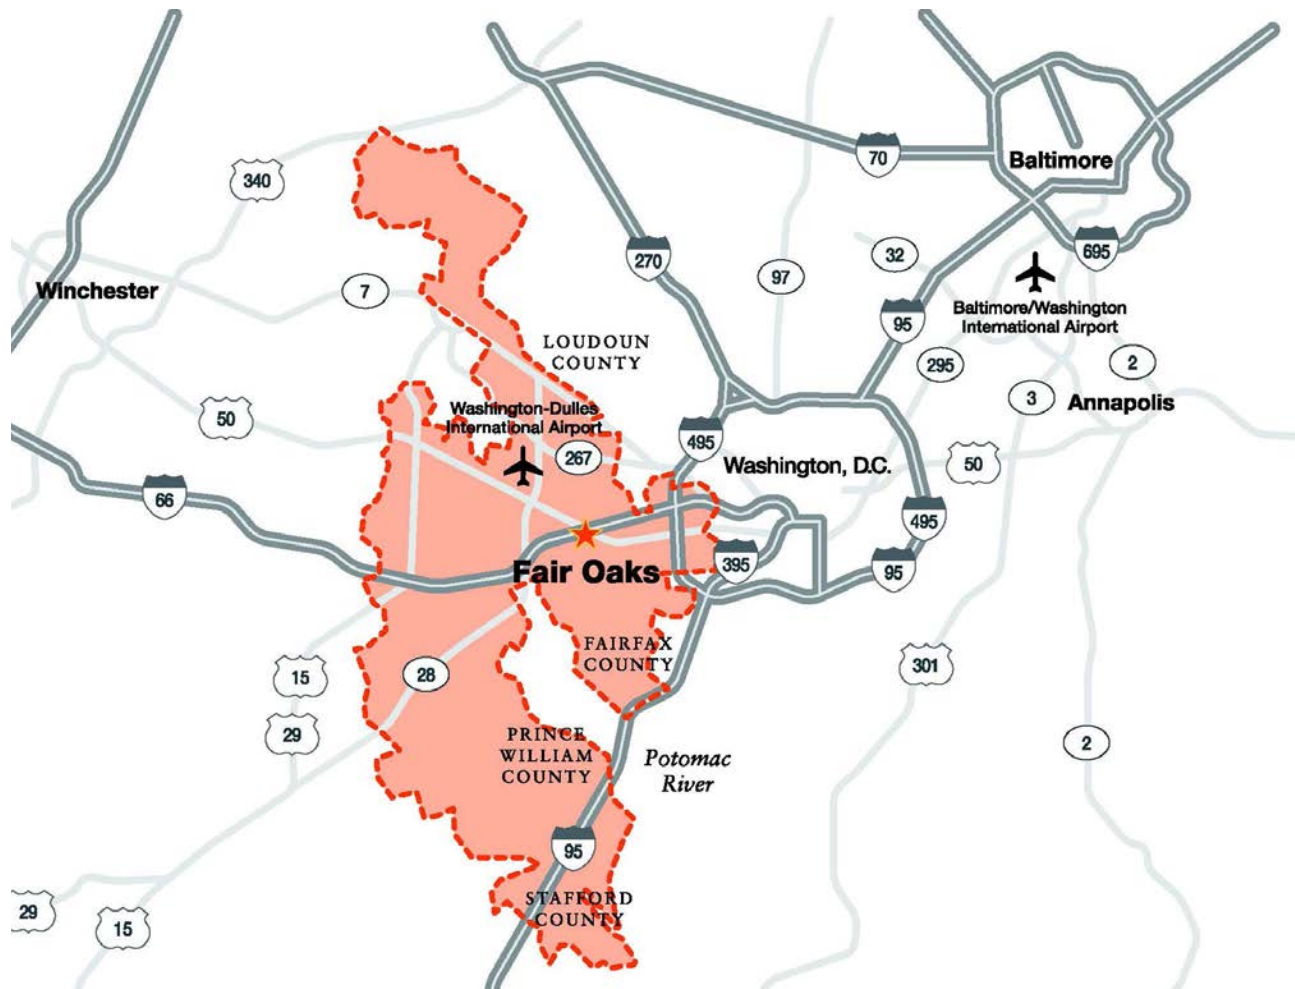 70
Baltimore
340
32
695
270
97
7
Winchester
Baltimore/Washington
International Airport
95
LOUDOUN
COUNTY
295
2
3
Annapolis
50
Washington-Dulles
International Airport
495
267
Washington, D.C.
50
66
495
Fair Oaks
395
95
FAIRFAX
COUNTY
301
15
28
29
PRINCE
WILLIAM
COUNTY
Potomac
River
2
95
STAFFORD
COUNTY
29
15